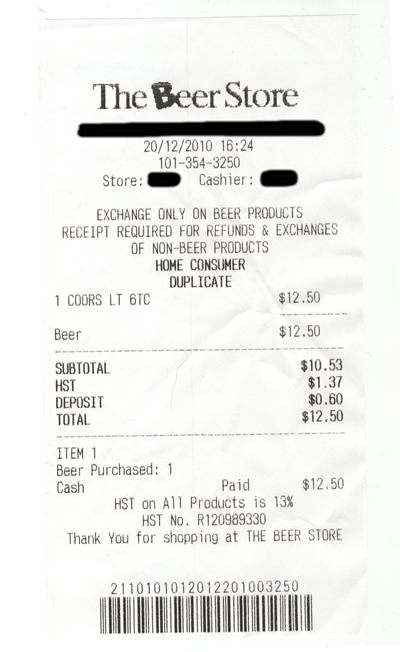 The Beer Store
20/12/2010 16:24
101-354-3250
Store: Cashier:
EXCHANGE ONLY ON BEER PRODUCTS
RECEIPT REQUIRED FOR REFUNDS & EXCHANGES
OF NON-BEER PRODUCTS
HOME CONSUMER
DUPLICATE
1 COORS LT 6TC $12.50
Beer $12.50
SUBTOTAL $10.53
HST $1.37
DEPOSIT $0.60
TOTAL $12.50
ITEM 1
Beer Purchased: 1
Cash Paid $12.50
HST on All Products is 13%
HST No. R120989330
Thank You for shopping at THE BEER STORE
2110101012012201003250